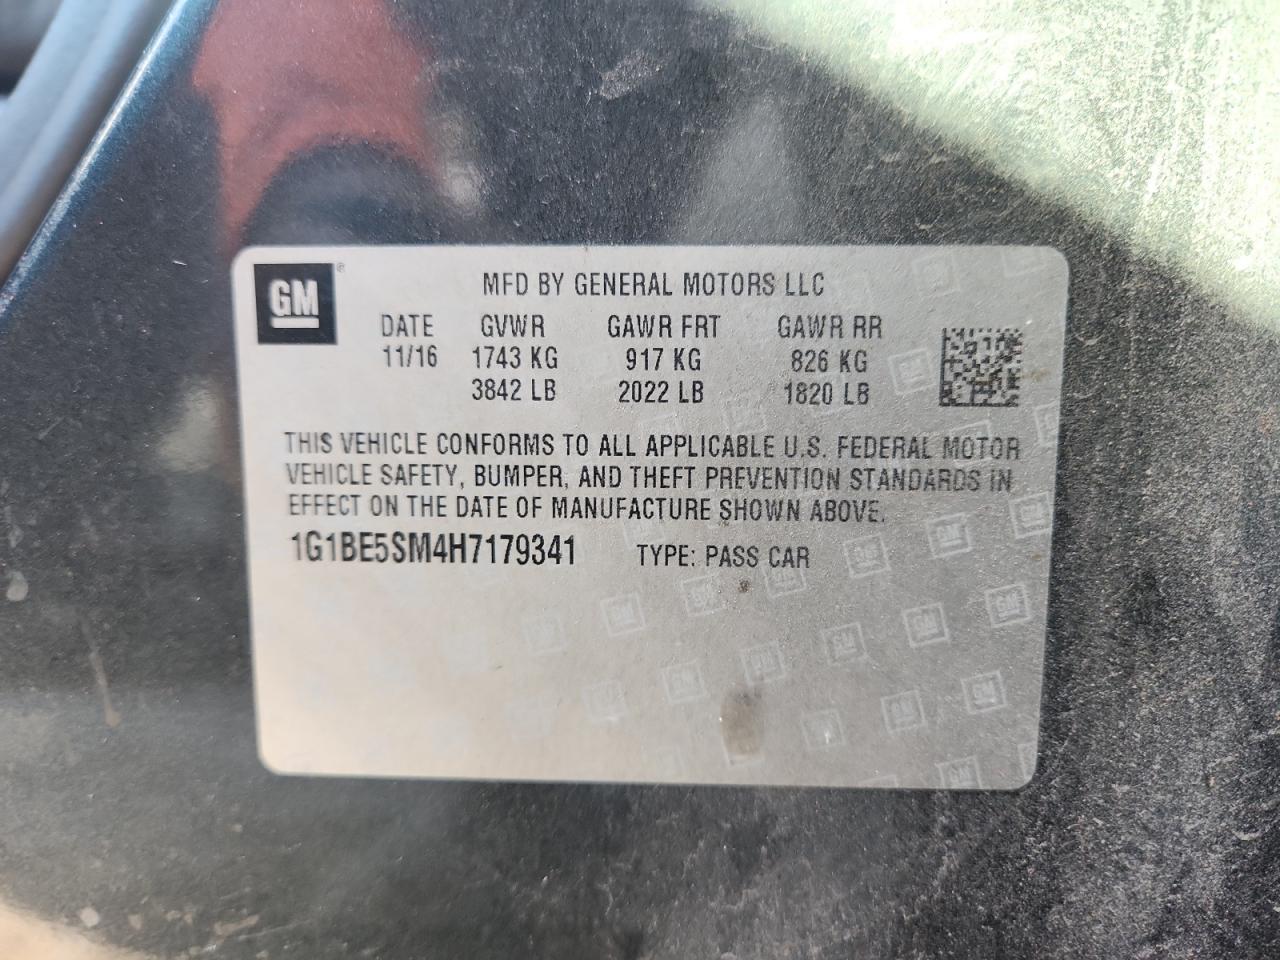 GM ®
MFD BY GENERAL MOTORS LLC
DATE GVWR GAWR FRT GAWR RR
11/16 1743 KG 917 KG 826 KG
3842 LB 2022 LB 1820 LB
THIS VEHICLE CONFORMS TO ALL APPLICABLE U.S. FEDERAL MOTOR
VEHICLE SAFETY, BUMPER, AND THEFT PREVENTION STANDARDS IN
EFFECT ON THE DATE OF MANUFACTURE SHOWN ABOVE.
1G1BE5SM4H7179341 TYPE: PASS CAR